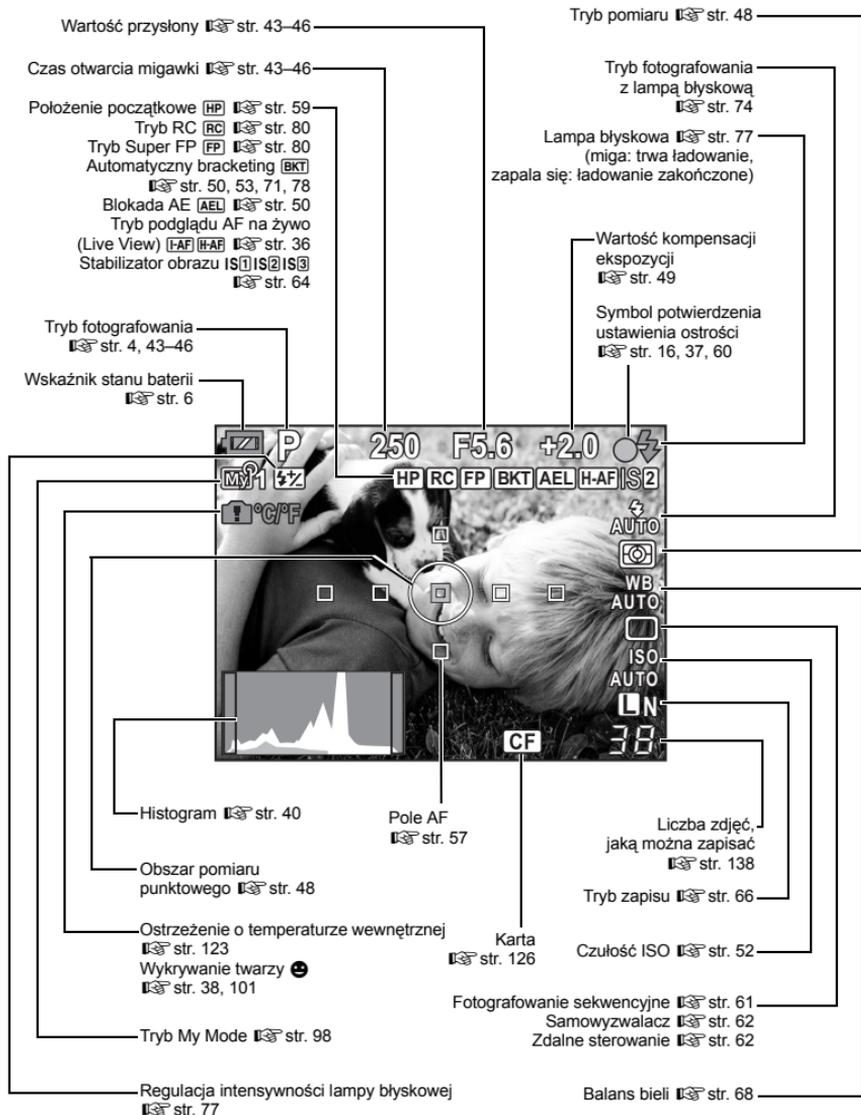 Wartość przysłony ☞ str. 43–46
Czas otwarcia migawki ☞ str. 43–46
Położenie początkowe HP ☞ str. 59
Tryb RC RC ☞ str. 80
Tryb Super FP FP ☞ str. 80
Automatyczny bracketing BKT
☞ str. 50, 53, 71, 78
Blokada AE AEL ☞ str. 50
Tryb podglądu AF na żywo
(Live View) I-AF H-AF ☞ str. 36
Stabilizator obrazu IS1 IS2 IS3
☞ str. 64
Tryb fotografowania
☞ str. 4, 43–46
Wskaźnik stanu baterii
☞ str. 6
Tryb pomiaru ☞ str. 48
Tryb fotografowania
z lampą błyskową
☞ str. 74
Lampa błyskowa ☞ str. 77
(miga: trwa ładowanie,
zapala się: ładowanie zakończone)
Wartość kompensacji
ekspozycji
☞ str. 49
Symbol potwierdzenia
ustawienia ostrości
☞ str. 16, 37, 60
P 250 F5.6 +2.0
My1 HP RC FP BKT AEL H-AF IS2
°C/°F
AUTO
WB
AUTO
ISO
AUTO
L N
CF 38
Histogram ☞ str. 40
Obszar pomiaru
punktowego ☞ str. 48
Ostrzeżenie o temperaturze wewnętrznej
☞ str. 123
Wykrywanie twarzy
☞ str. 38, 101
Tryb My Mode ☞ str. 98
Regulacja intensywności lampy błyskowej
☞ str. 77
Pole AF
☞ str. 57
Karta
☞ str. 126
Liczba zdjęć,
jaką można zapisać
☞ str. 138
Tryb zapisu ☞ str. 66
Czułość ISO ☞ str. 52
Fotografowanie sekwencyjne ☞ str. 61
Samowyzwalacz ☞ str. 62
Zdalne sterowanie ☞ str. 62
Balans bieli ☞ str. 68